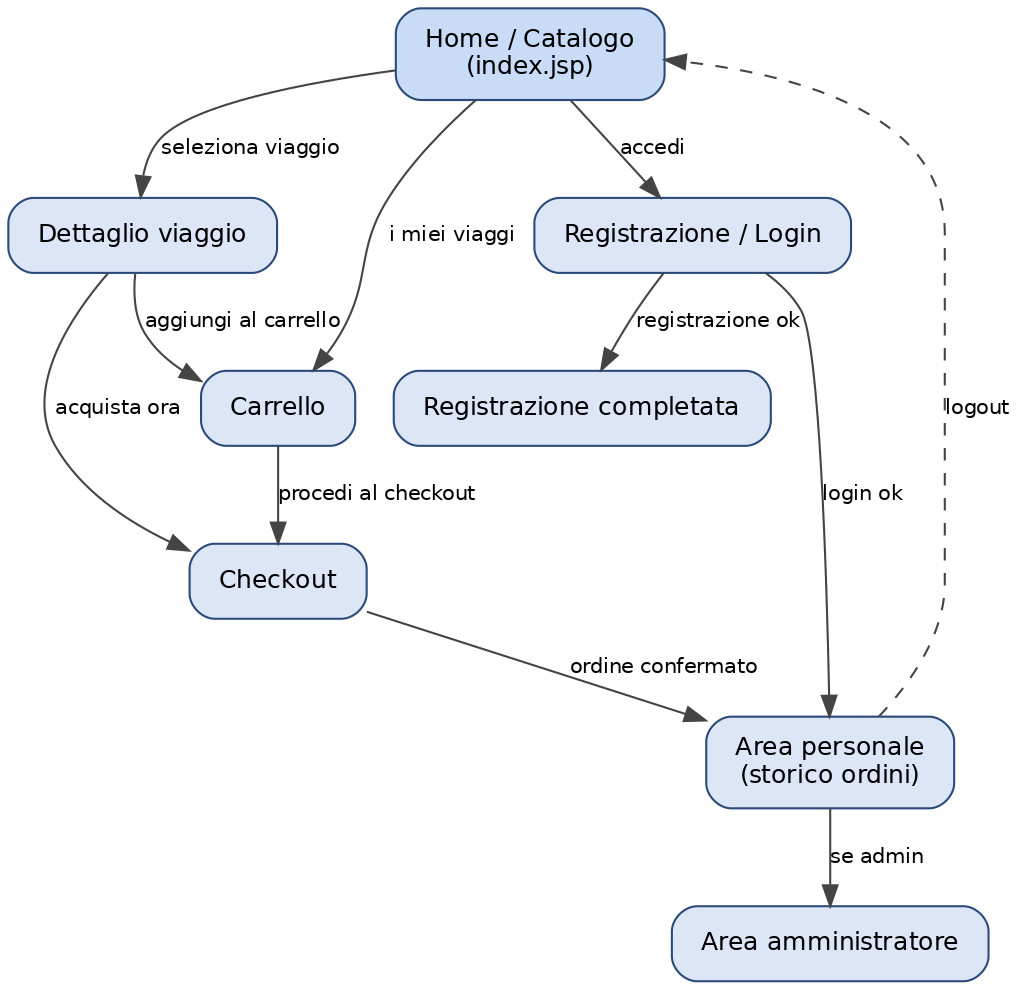 Home / Catalogo
(index.jsp)
seleziona viaggio
accedi
Dettaglio viaggio
i miei viaggi
Registrazione / Login
aggiungi al carrello
registrazione ok
acquista ora
Carrello
Registrazione completata
logout
procedi al checkout
login ok
Checkout
ordine confermato
Area personale
(storico ordini)
se admin
Area amministratore